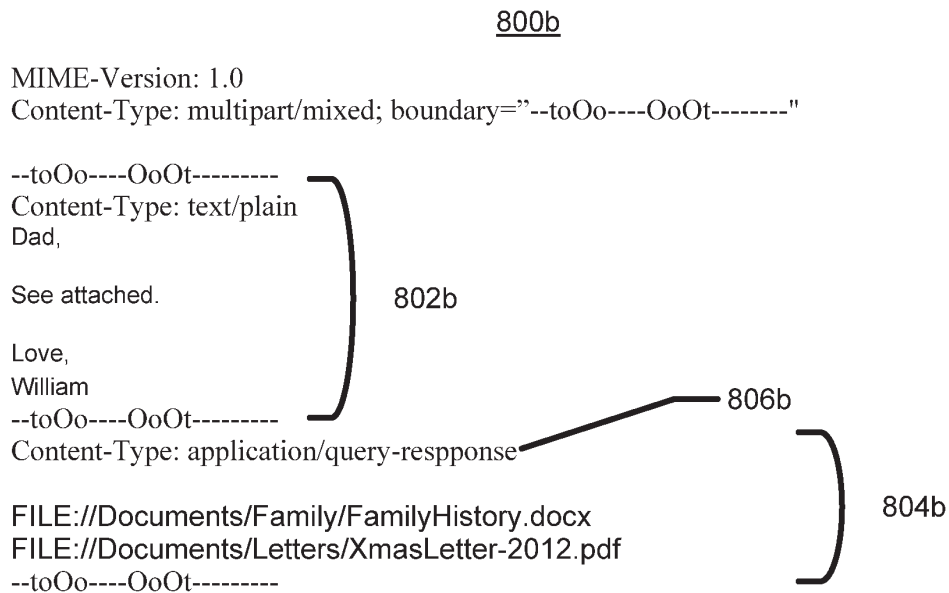 800b
MIME-Version: 1.0
Content-Type: multipart/mixed; boundary=”--toOo----OoOt--------"
--toOo----OoOt---------
Content-Type: text/plain
Dad,
See attached.
802b
Love,
William
--toOo----OoOt---------
806b
Content-Type: application/query-respponse
FILE://Documents/Family/FamilyHistory.docx
804b
FILE://Documents/Letters/XmasLetter-2012.pdf
--toOo----OoOt---------